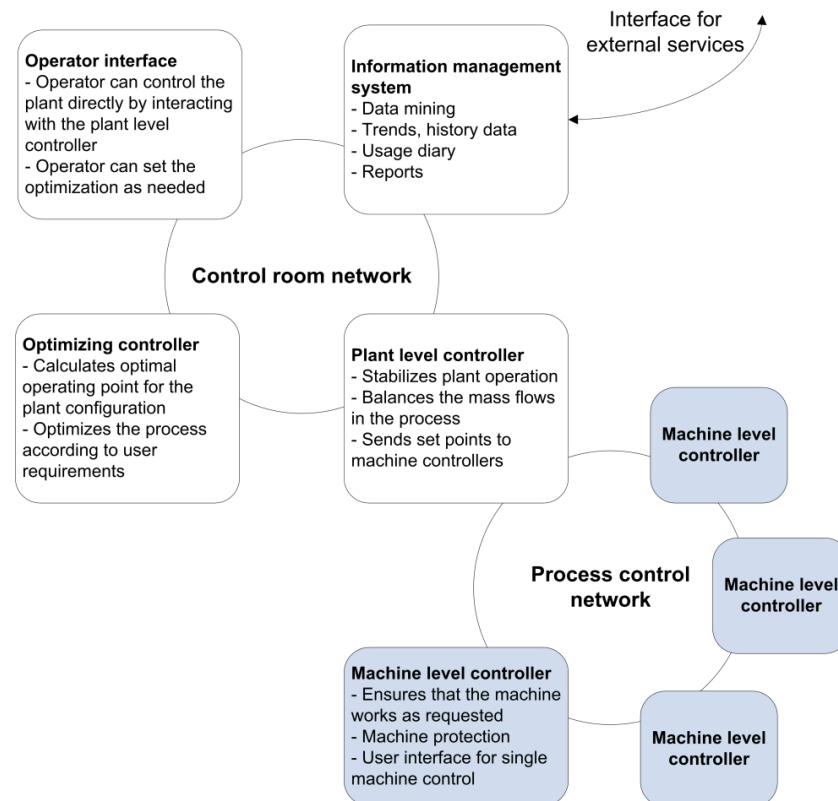 Interface for
external services
Operator interface
- Operator can control the
plant directly by interacting
with the plant level
controller
- Operator can set the
optimization as needed
Information management
system
- Data mining
- Trends, history data
- Usage diary
- Reports
Control room network
Optimizing controller
- Calculates optimal
operating point for the
plant configuration
- Optimizes the process
according to user
requirements
Plant level controller
- Stabilizes plant operation
- Balances the mass flows
in the process
- Sends set points to
machine controllers
Machine level
controller
Process control
network
Machine level
controller
Machine level controller
- Ensures that the machine
works as requested
- Machine protection
- User interface for single
machine control
Machine level
controller